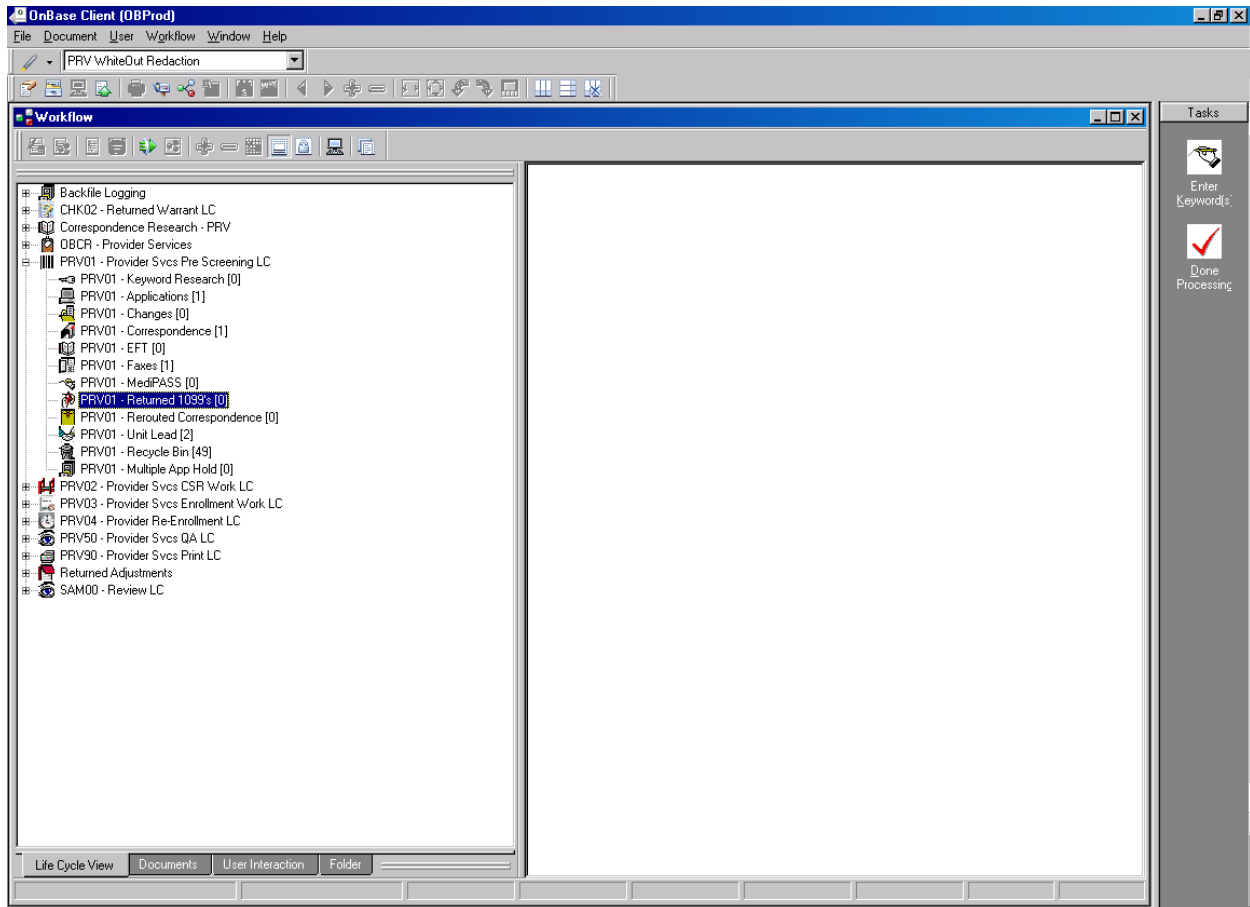 OnBase Client (OBProd)
File Document User Workflow Window Help
PRV WhiteOut Redaction
Workflow
Backfile Logging
CHK02 - Returned Warrant LC
Correspondence Research - PRV
OBCR - Provider Services
PRV01 - Provider Svcs Pre Screening LC
PRV01 - Keyword Research [0]
PRV01 - Applications [1]
PRV01 - Changes [0]
PRV01 - Correspondence [1]
PRV01 - EFT [0]
PRV01 - Faxes [1]
PRV01 - MediPASS [0]
PRV01 - Returned 1099's [0]
PRV01 - Rerouted Correspondence [0]
PRV01 - Unit Lead [2]
PRV01 - Recycle Bin [49]
PRV01 - Multiple App Hold [0]
PRV02 - Provider Svcs CSR Work LC
PRV03 - Provider Svcs Enrollment Work LC
PRV04 - Provider Re-Enrollment LC
PRV50 - Provider Svcs QA LC
PRV90 - Provider Svcs Print LC
Returned Adjustments
SAM00 - Review LC
Life Cycle View Documents User Interaction Folder
Tasks
Enter
Keyword(s)
Done
Processing